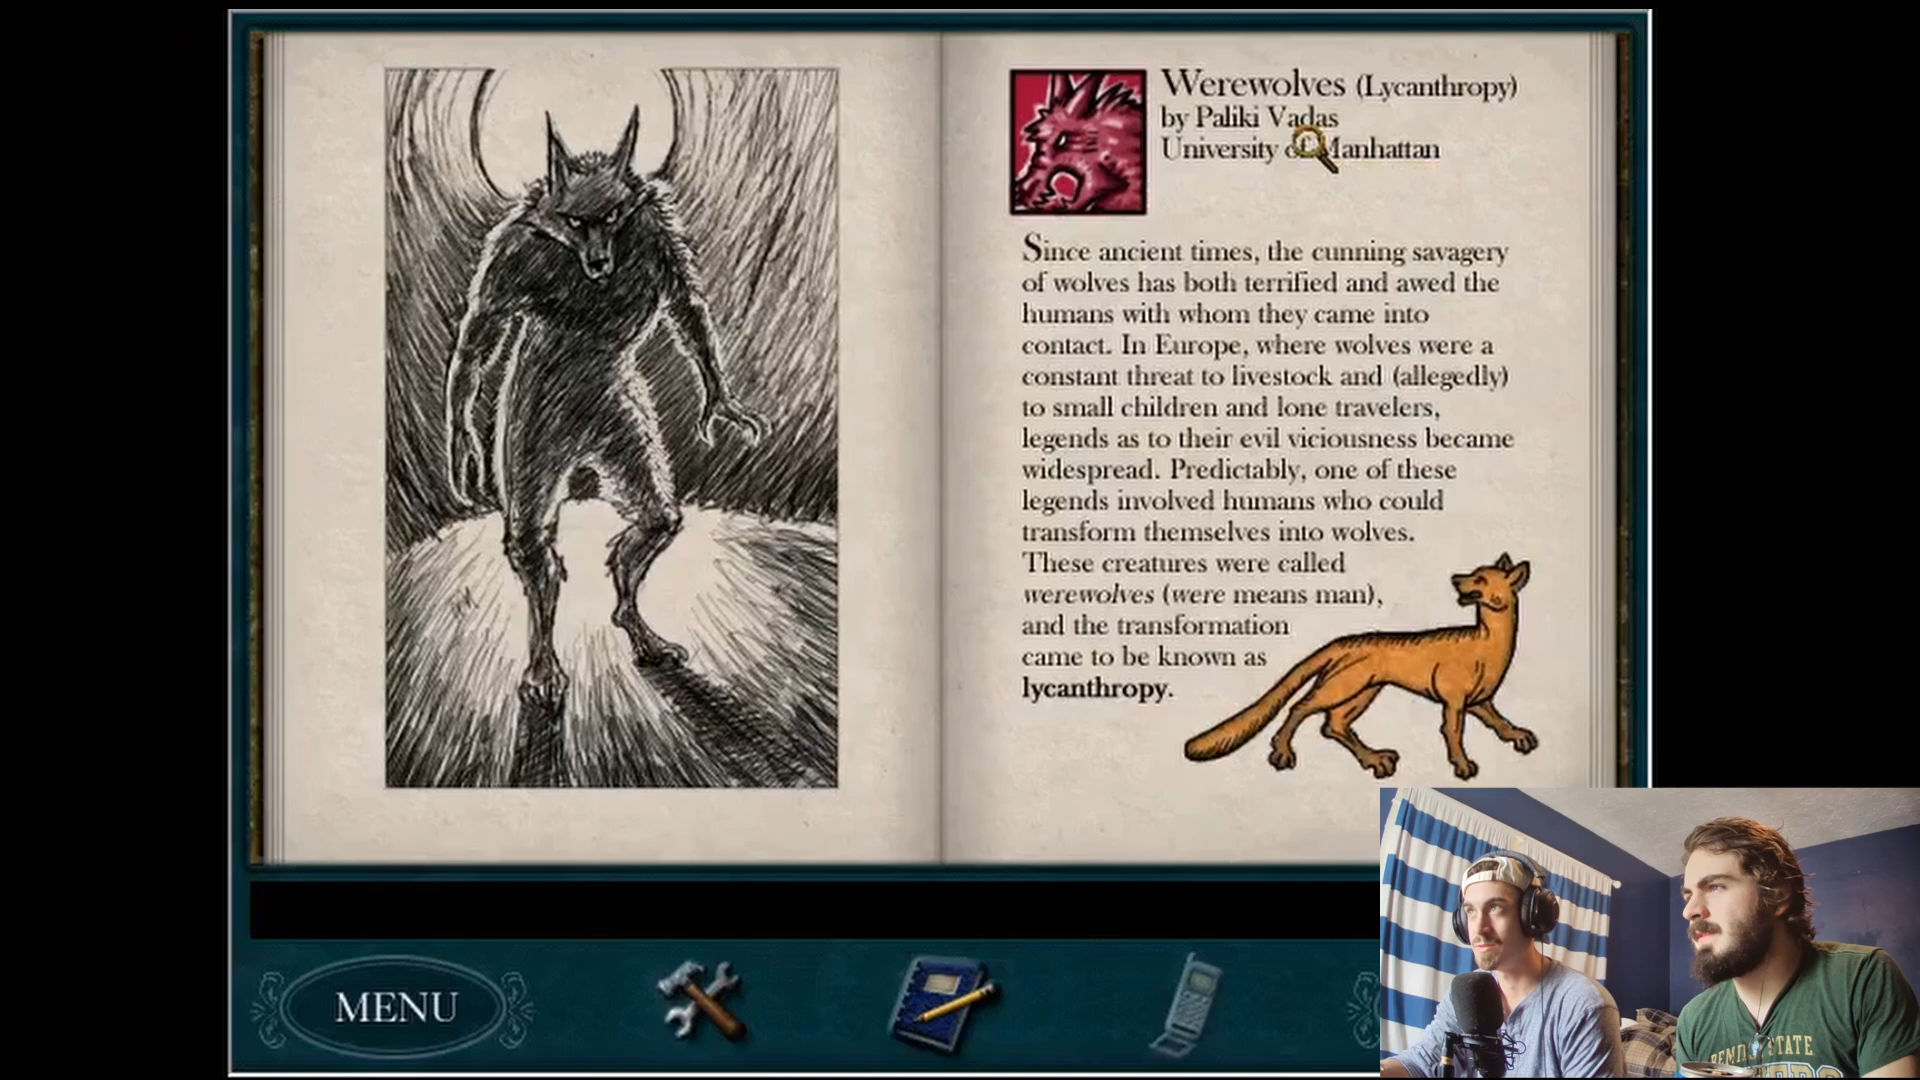 Werewolves (Lycanthropy)
by Paliki Vadas
University of Manhattan
Since ancient times, the cunning savagery
of wolves has both terrified and awed the
humans with whom they came into
contact. In Europe, where wolves were a
constant threat to livestock and (allegedly)
to small children and lone travelers,
legends as to their evil viciousness became
widespread. Predictably, one of these
legends involved humans who could
transform themselves into wolves.
These creatures were called
werewolves (were means man),
and the transformation
came to be known as
lycanthropy.
MENU
STATE